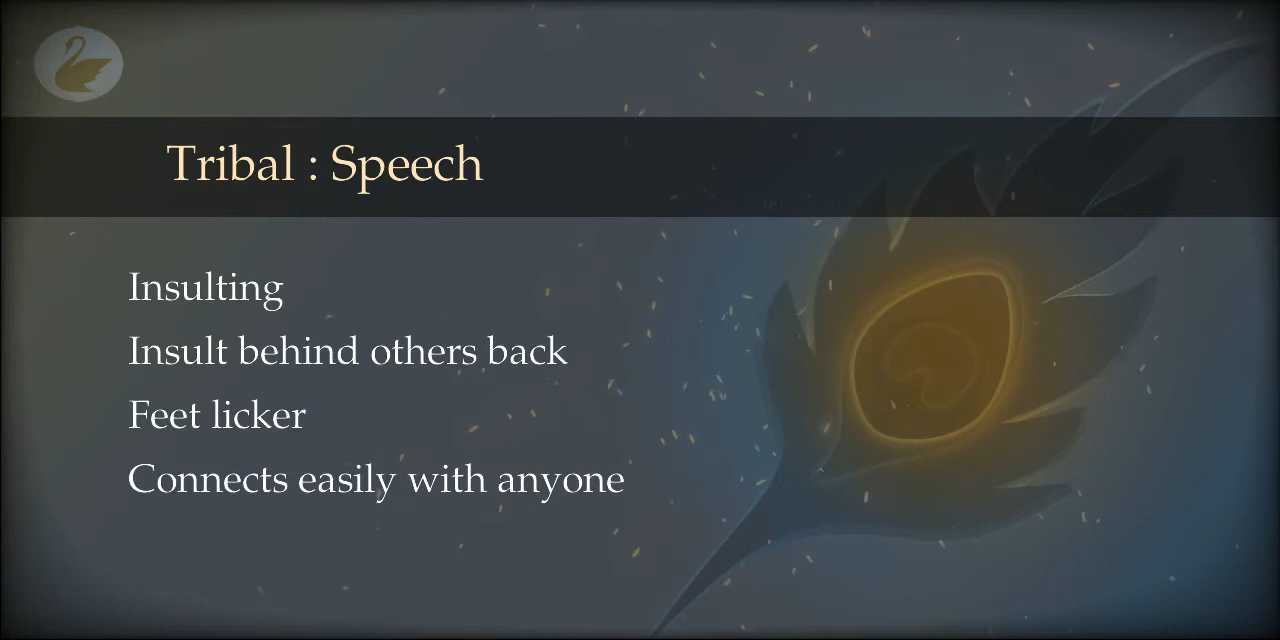 Tribal : Speech
Insulting
Insult behind others back
Feet licker
Connects easily with anyone